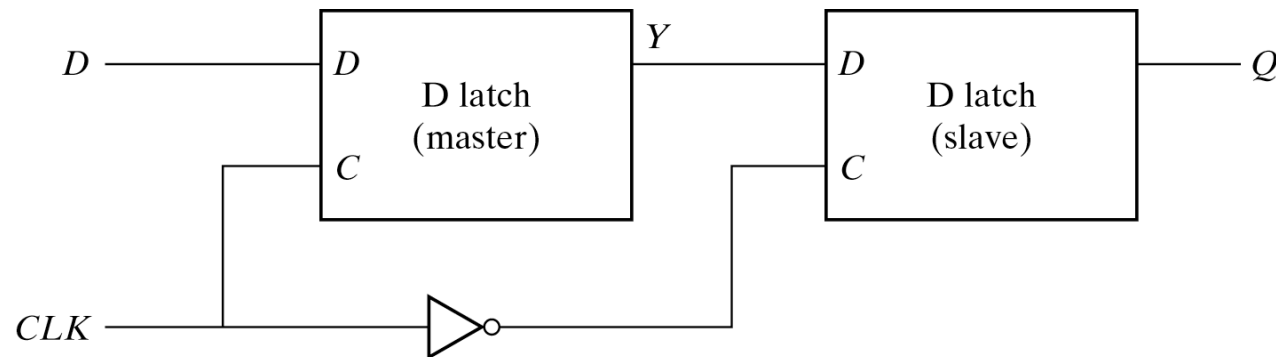 Y
D D D latch (master) D D latch (slave) Q
C C
CLK